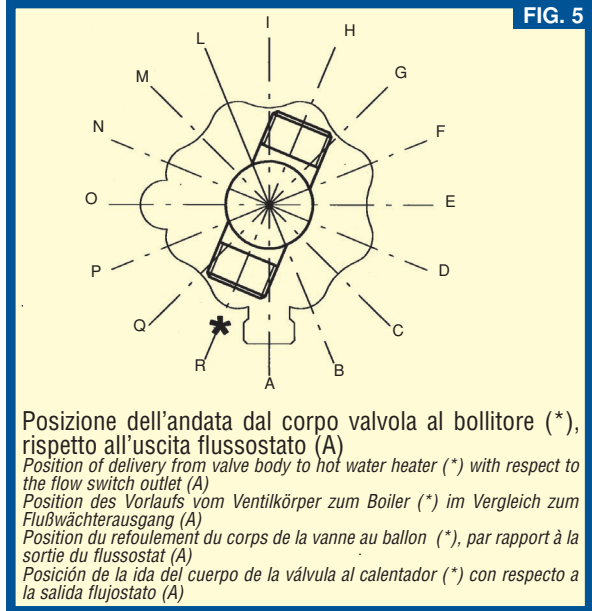 FIG. 5
I
L
H
M
G
N
F
O
E
P
D
Q
C
*
R
B
A
Posizione dell'andata dal corpo valvola al bollitore (*),
rispetto all'uscita flussostato (A)
Position of delivery from valve body to hot water heater (*) with respect to
the flow switch outlet (A)
Position des Vorlaufs vom Ventilkörper zum Boiler (*) im Vergleich zum
Flußwächterausgang (A)
Position du refoulement du corps de la vanne au ballon (*), par rapport à la
sortie du flussostat (A)
Posición de la ida del cuerpo de la válvula al calentador (*) con respecto a
la salida flujostato (A)